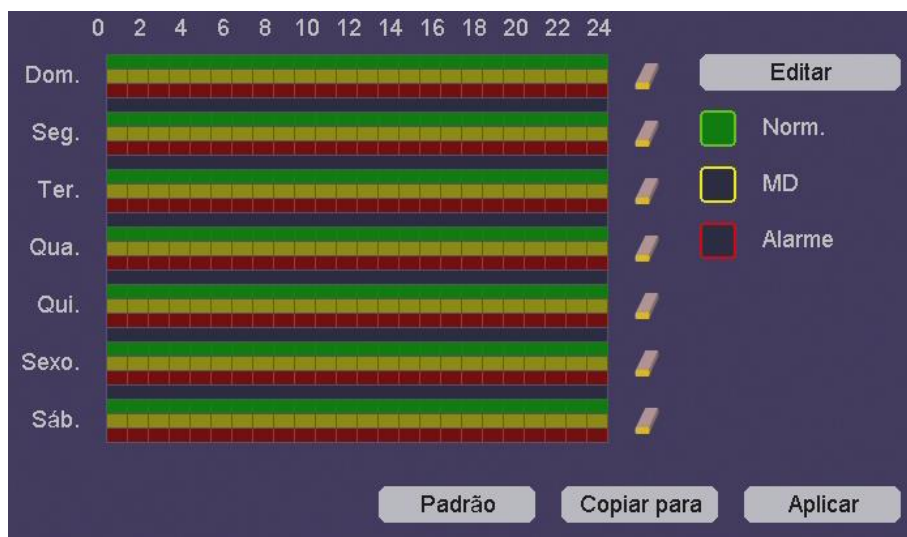 0 2 4 6 8 10 12 14 16 18 20 22 24
Dom.
Editar
Seg.
Norm.
Ter.
MD
Qua.
Alarme
Qui.
Sexo.
Sáb.
Padrão
Copiar para
Aplicar